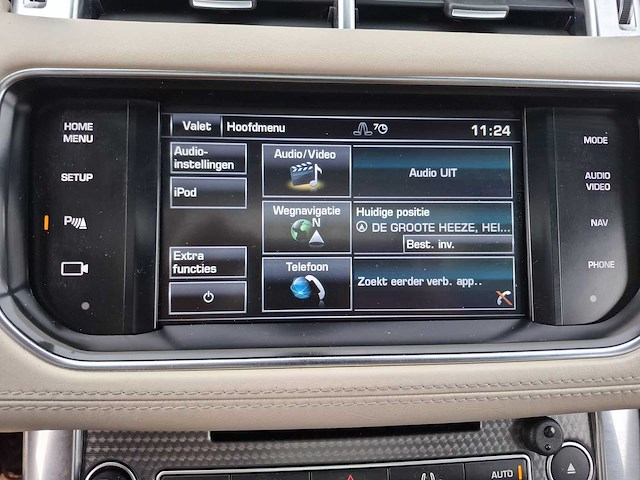 HOME
MENU
SETUP
P
Valet Hoofdmenu 7 11:24
Audio-
instellingen
iPod
Extra
functies
Audio/Video
Audio UIT
Wegnavigatie
N
Huidige positie
DE GROOTE HEEZE, HEI...
Best. inv.
Telefoon
Zoekt eerder verb. app..
MODE
AUDIO
VIDEO
NAV
PHONE
AUTO